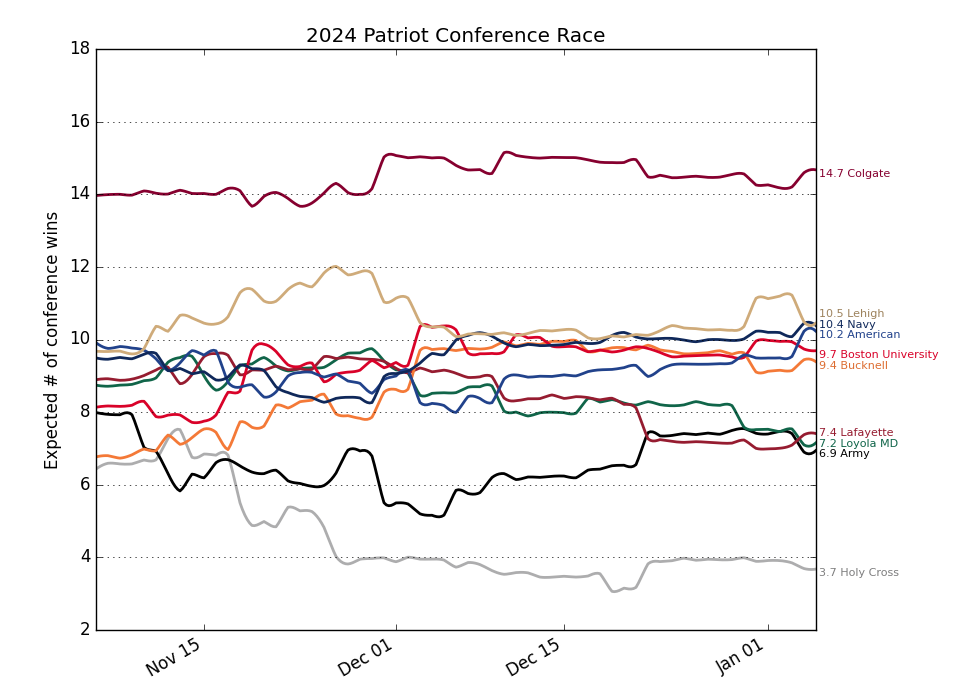 2024 Patriot Conference Race
Expected # of conference wins
18
16
14
12
10
8
6
4
2
Nov 15
Dec 01
Dec 15
Jan 01
14.7 Colgate
10.5 Lehigh
10.4 Navy
10.2 American
9.7 Boston University
9.4 Bucknell
7.4 Lafayette
7.2 Loyola MD
6.9 Army
3.7 Holy Cross